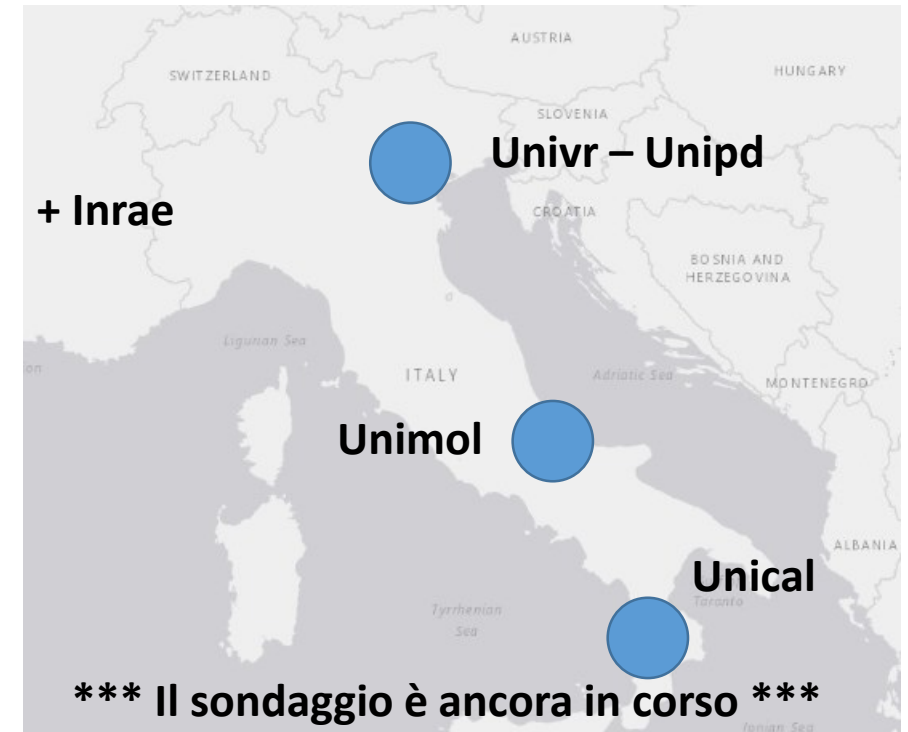 AUSTRIA
SWITZERLAND
HUNGARY
SLOVENIA
Univr – Unipd
+ Inrae
CROATIA
BOSNIA AND
HERZEGOVINA
Ligurian Sea
ITALY
Adriatic Sea
MONTENEGRO
Unimol
ALBANIA
Unical
Taranto
Tyrrhenian
Sea
*** Il sondaggio è ancora in corso ***
Ionian Sea